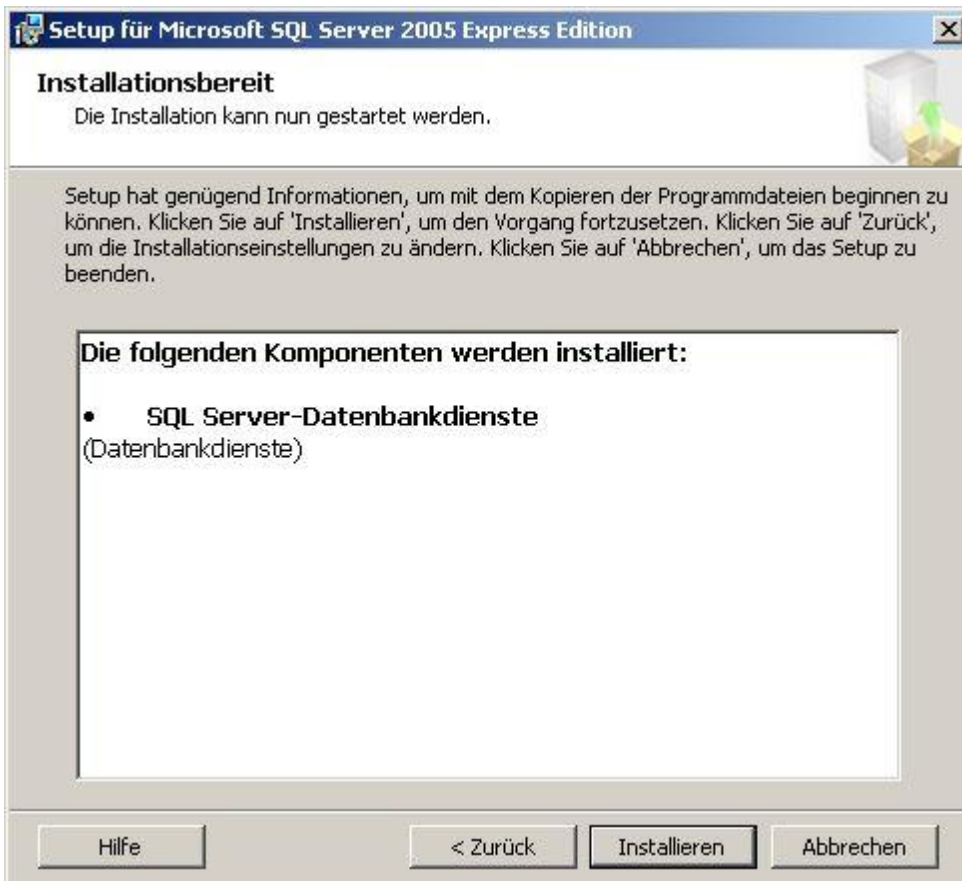 Setup für Microsoft SQL Server 2005 Express Edition
Installationsbereit
Die Installation kann nun gestartet werden.
Setup hat genügend Informationen, um mit dem Kopieren der Programmdateien beginnen zu
können. Klicken Sie auf 'Installieren', um den Vorgang fortzusetzen. Klicken Sie auf 'Zurück',
um die Installationseinstellungen zu ändern. Klicken Sie auf 'Abbrechen', um das Setup zu
beenden.
Die folgenden Komponenten werden installiert:
• SQL Server-Datenbankdienste
(Datenbankdienste)
Hilfe
< Zurück
Installieren
Abbrechen